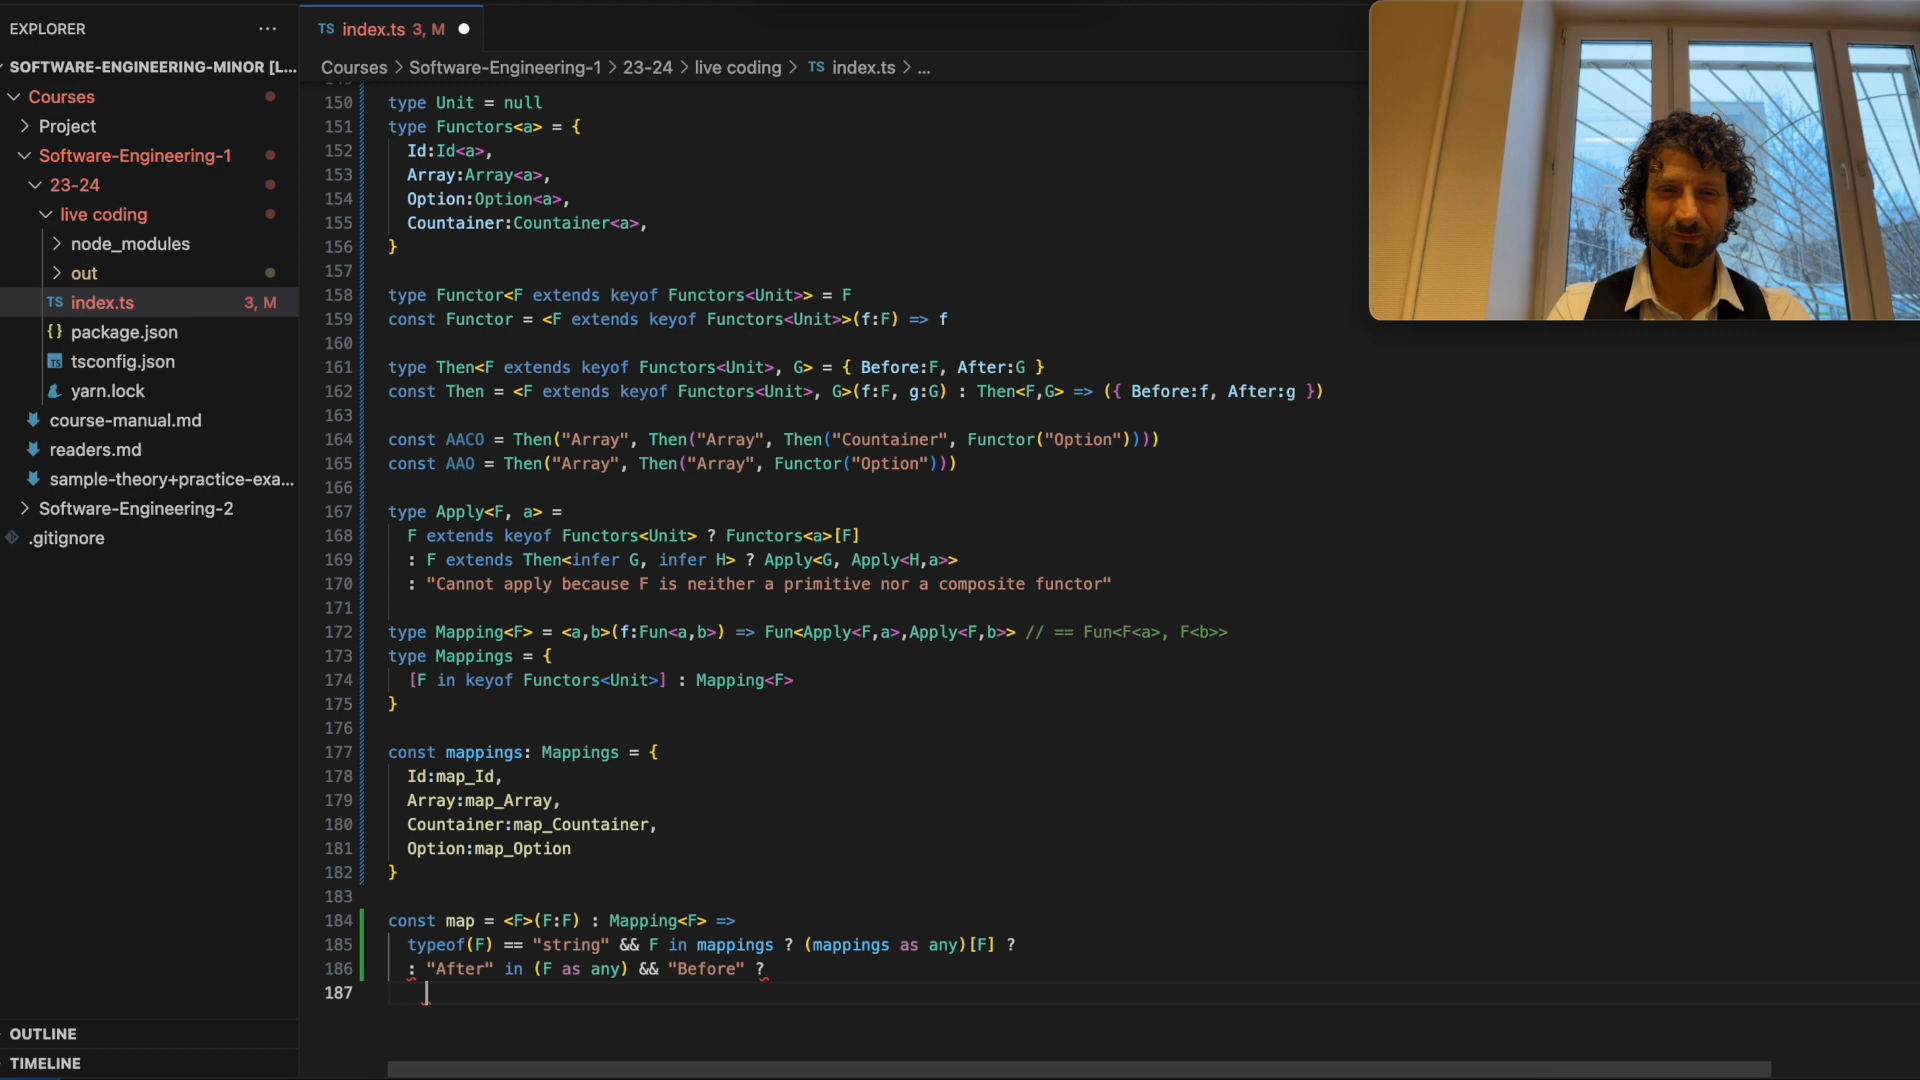 EXPLORER
SOFTWARE-ENGINEERING-MINOR [L...
Courses
Project
Software-Engineering-1
23-24
live coding
node_modules
out
TS index.ts 3, M
package.json
TS tsconfig.json
yarn.lock
course-manual.md
readers.md
sample-theory+practice-exa...
Software-Engineering-2
.gitignore
OUTLINE
TIMELINE
TS index.ts 3, M
Courses > Software-Engineering-1 > 23-24 > live coding > TS index.ts > ...
150 type Unit = null
151 type Functors<a> = {
152 Id:Id<a>,
153 Array:Array<a>,
154 Option:Option<a>,
155 Countainer:Countainer<a>,
156 }
157
158 type Functor<F extends keyof Functors<Unit>> = F
159 const Functor = <F extends keyof Functors<Unit>>(f:F) => f
160
161 type Then<F extends keyof Functors<Unit>, G> = { Before:F, After:G }
162 const Then = <F extends keyof Functors<Unit>, G>(f:F, g:G) : Then<F,G> => ({ Before:f, After:g })
163
164 const AACO = Then("Array", Then("Array", Then("Countainer", Functor("Option"))))
165 const AAO = Then("Array", Then("Array", Functor("Option")))
166
167 type Apply<F, a> =
168 F extends keyof Functors<Unit> ? Functors<a>[F]
169 : F extends Then<infer G, infer H> ? Apply<G, Apply<H,a>>
170 : "Cannot apply because F is neither a primitive nor a composite functor"
171
172 type Mapping<F> = <a,b>(f:Fun<a,b>) => Fun<Apply<F,a>,Apply<F,b>> // == Fun<F<a>, F<b>>
173 type Mappings = {
174 [F in keyof Functors<Unit>] : Mapping<F>
175 }
176
177 const mappings: Mappings = {
178 Id:map_Id,
179 Array:map_Array,
180 Countainer:map_Countainer,
181 Option:map_Option
182 }
183
184 const map = <F>(F:F) : Mapping<F> =>
185 typeof(F) == "string" && F in mappings ? (mappings as any)[F] ?
186 : "After" in (F as any) && "Before" ?
187